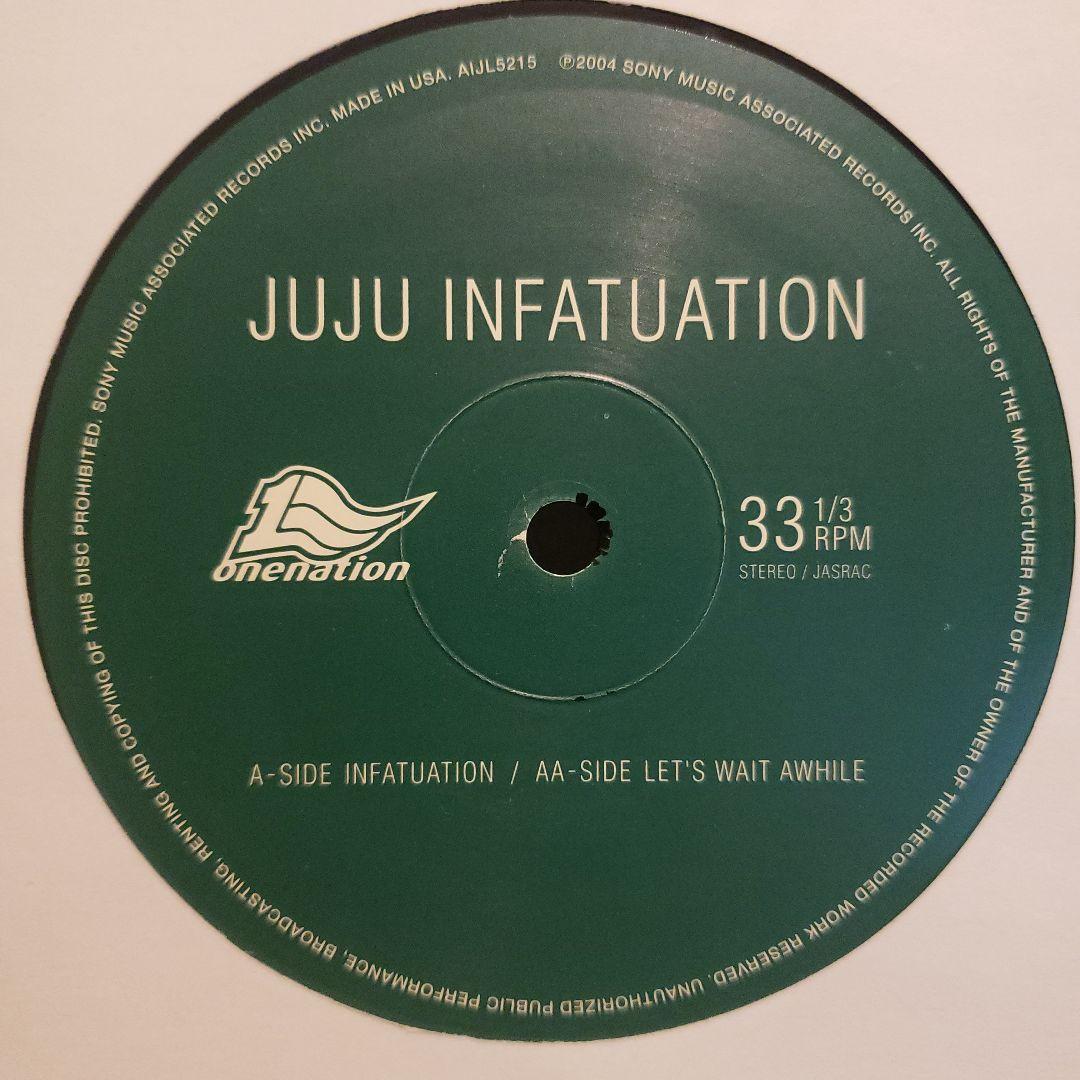 ℗2004 SONY MUSIC ASSOCIATED RECORDS INC. ALL RIGHTS OF THE MANUFACTURER AND OF THE OWNER OF THE RECORDED WORK RESERVED. UNAUTHORIZED PUBLIC PERFORMANCE, BROADCASTING, RENTING AND COPYING OF THIS DISC PROHIBITED. SONY MUSIC ASSOCIATED RECORDS INC. MADE IN USA. AIJL5215
JUJU INFATUATION
1
onenation
33 1/3
RPM
STEREO / JASRAC
A-SIDE INFATUATION / AA-SIDE LET'S WAIT AWHILE